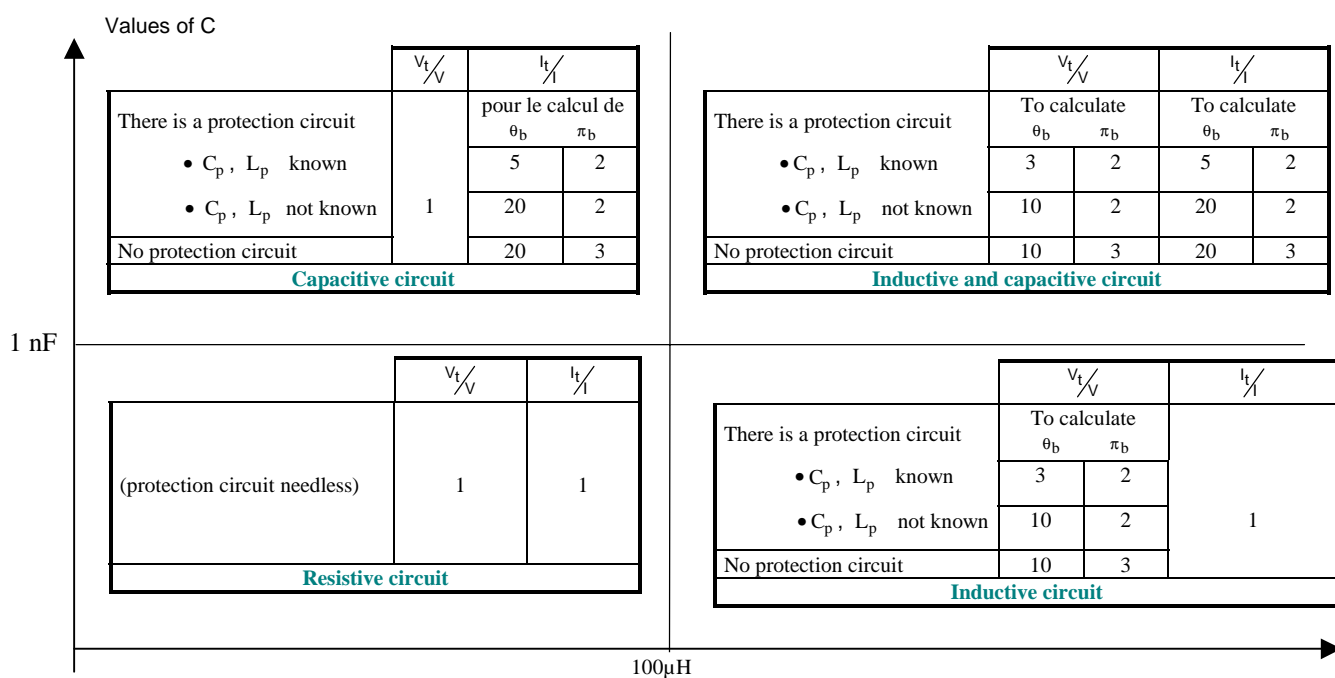 Values of C
Vt/V It/I
There is a protection circuit pour le calcul de
θb πb
• Cp , Lp known 5 2
• Cp , Lp not known 1 20 2
No protection circuit 20 3
Capacitive circuit
Vt/V It/I
There is a protection circuit To calculate To calculate
θb πb θb πb
• Cp , Lp known 3 2 5 2
• Cp , Lp not known 10 2 20 2
No protection circuit 10 3 20 3
Inductive and capacitive circuit
1 nF
Vt/V It/I
(protection circuit needless) 1 1
Resistive circuit
Vt/V It/I
There is a protection circuit To calculate
θb πb
• Cp , Lp known 3 2
• Cp , Lp not known 10 2 1
No protection circuit 10 3
Inductive circuit
100µH